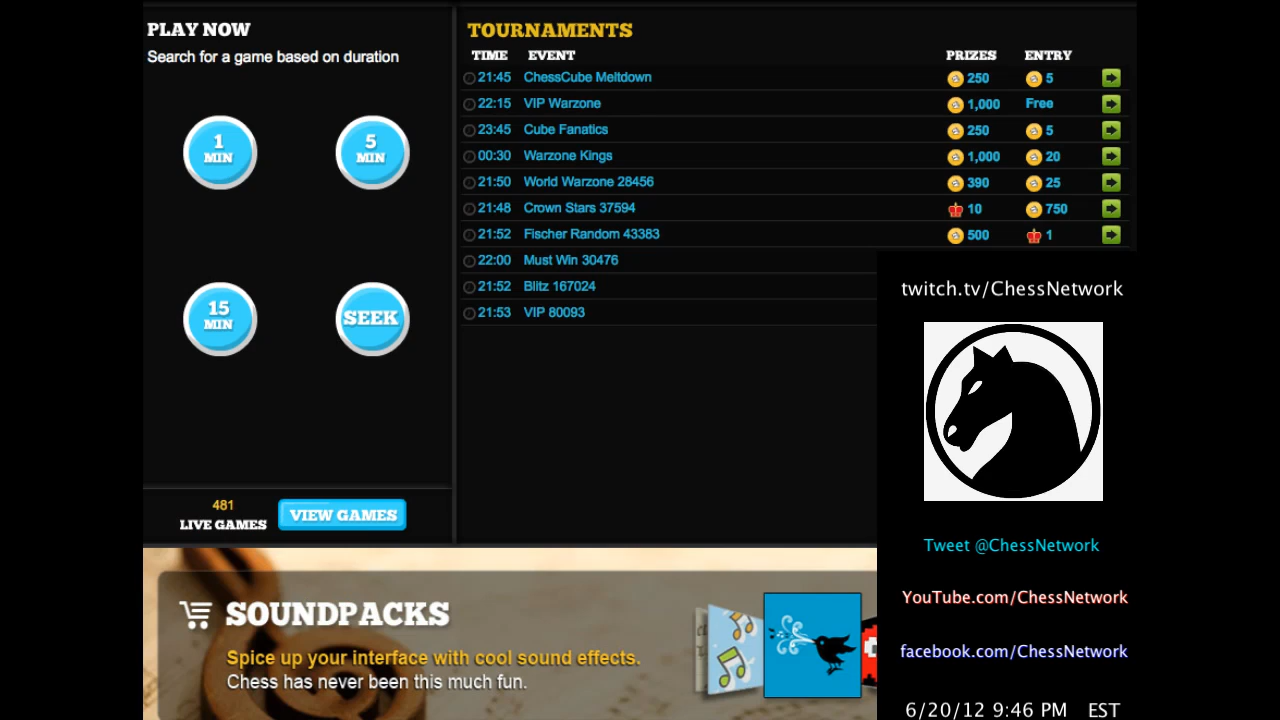 PLAY NOW
Search for a game based on duration
1
MIN
5
MIN
15
MIN
SEEK
481
LIVE GAMES
VIEW GAMES
TOURNAMENTS
TIME EVENT PRIZES ENTRY
21:45 ChessCube Meltdown 250 5
22:15 VIP Warzone 1,000 Free
23:45 Cube Fanatics 250 5
00:30 Warzone Kings 1,000 20
21:50 World Warzone 28456 390 25
21:48 Crown Stars 37594 10 750
21:52 Fischer Random 43383 500 1
22:00 Must Win 30476
21:52 Blitz 167024
21:53 VIP 80093
twitch.tv/ChessNetwork
Tweet @ChessNetwork
YouTube.com/ChessNetwork
facebook.com/ChessNetwork
6/20/12 9:46 PM EST
SOUNDPACKS
Spice up your interface with cool sound effects.
Chess has never been this much fun.